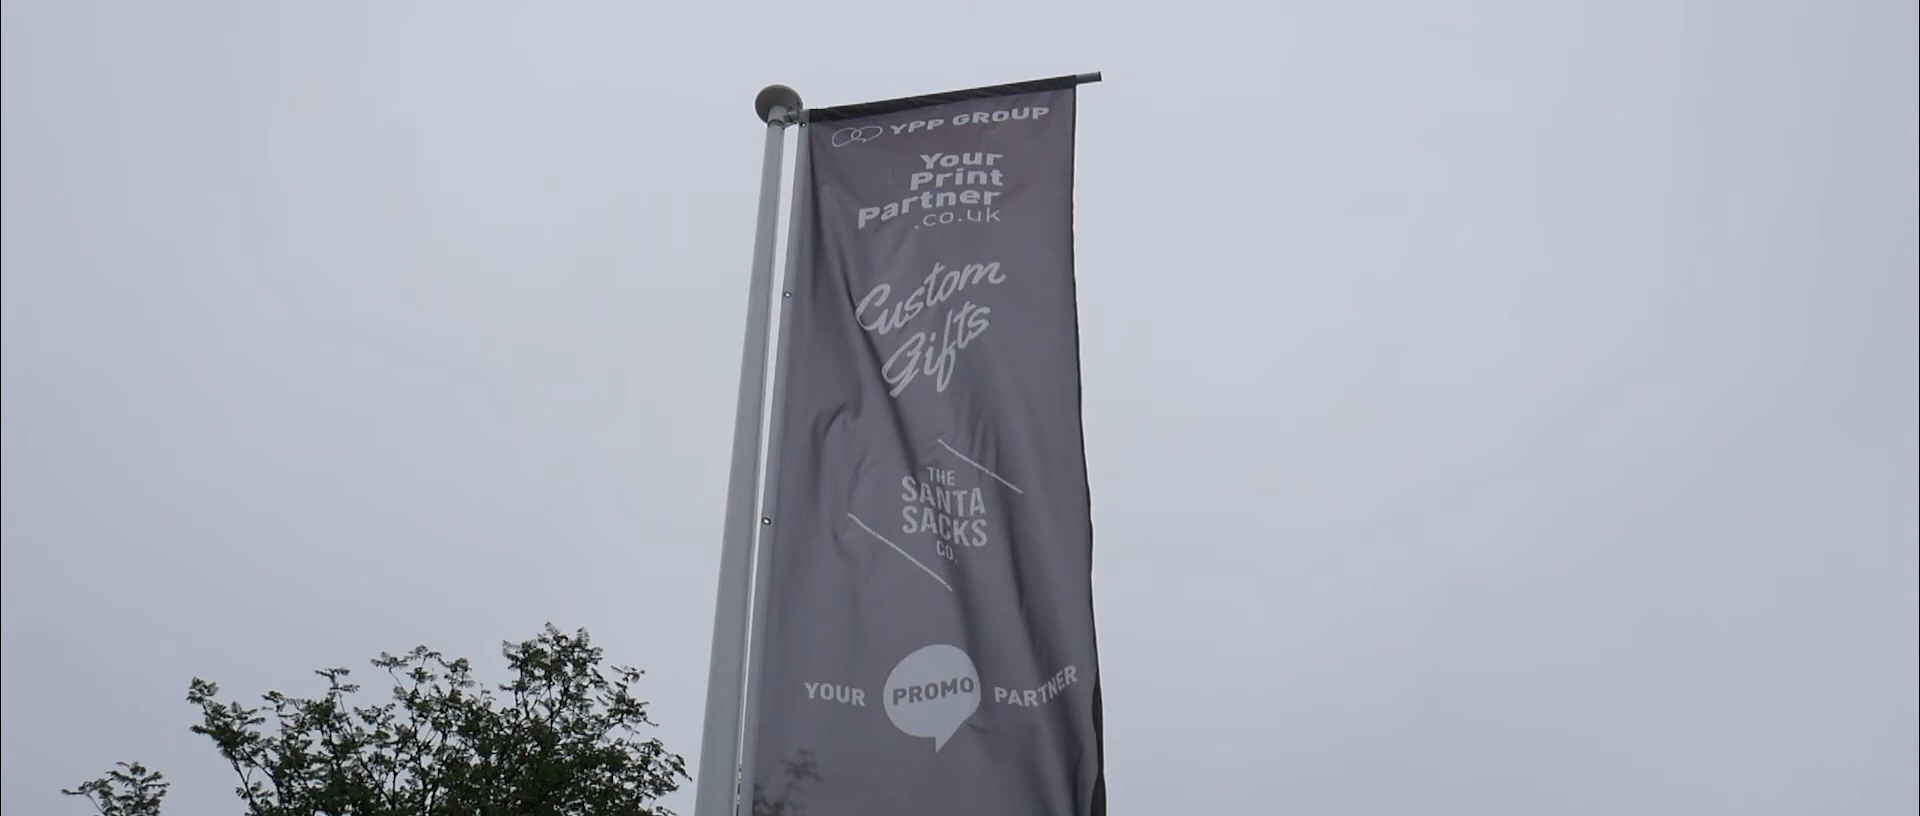 YPP GROUP
Your
Print
Partner
.co.uk
Custom
Gifts
THE
SANTA
SACKS
CO.
YOUR PROMO PARTNER